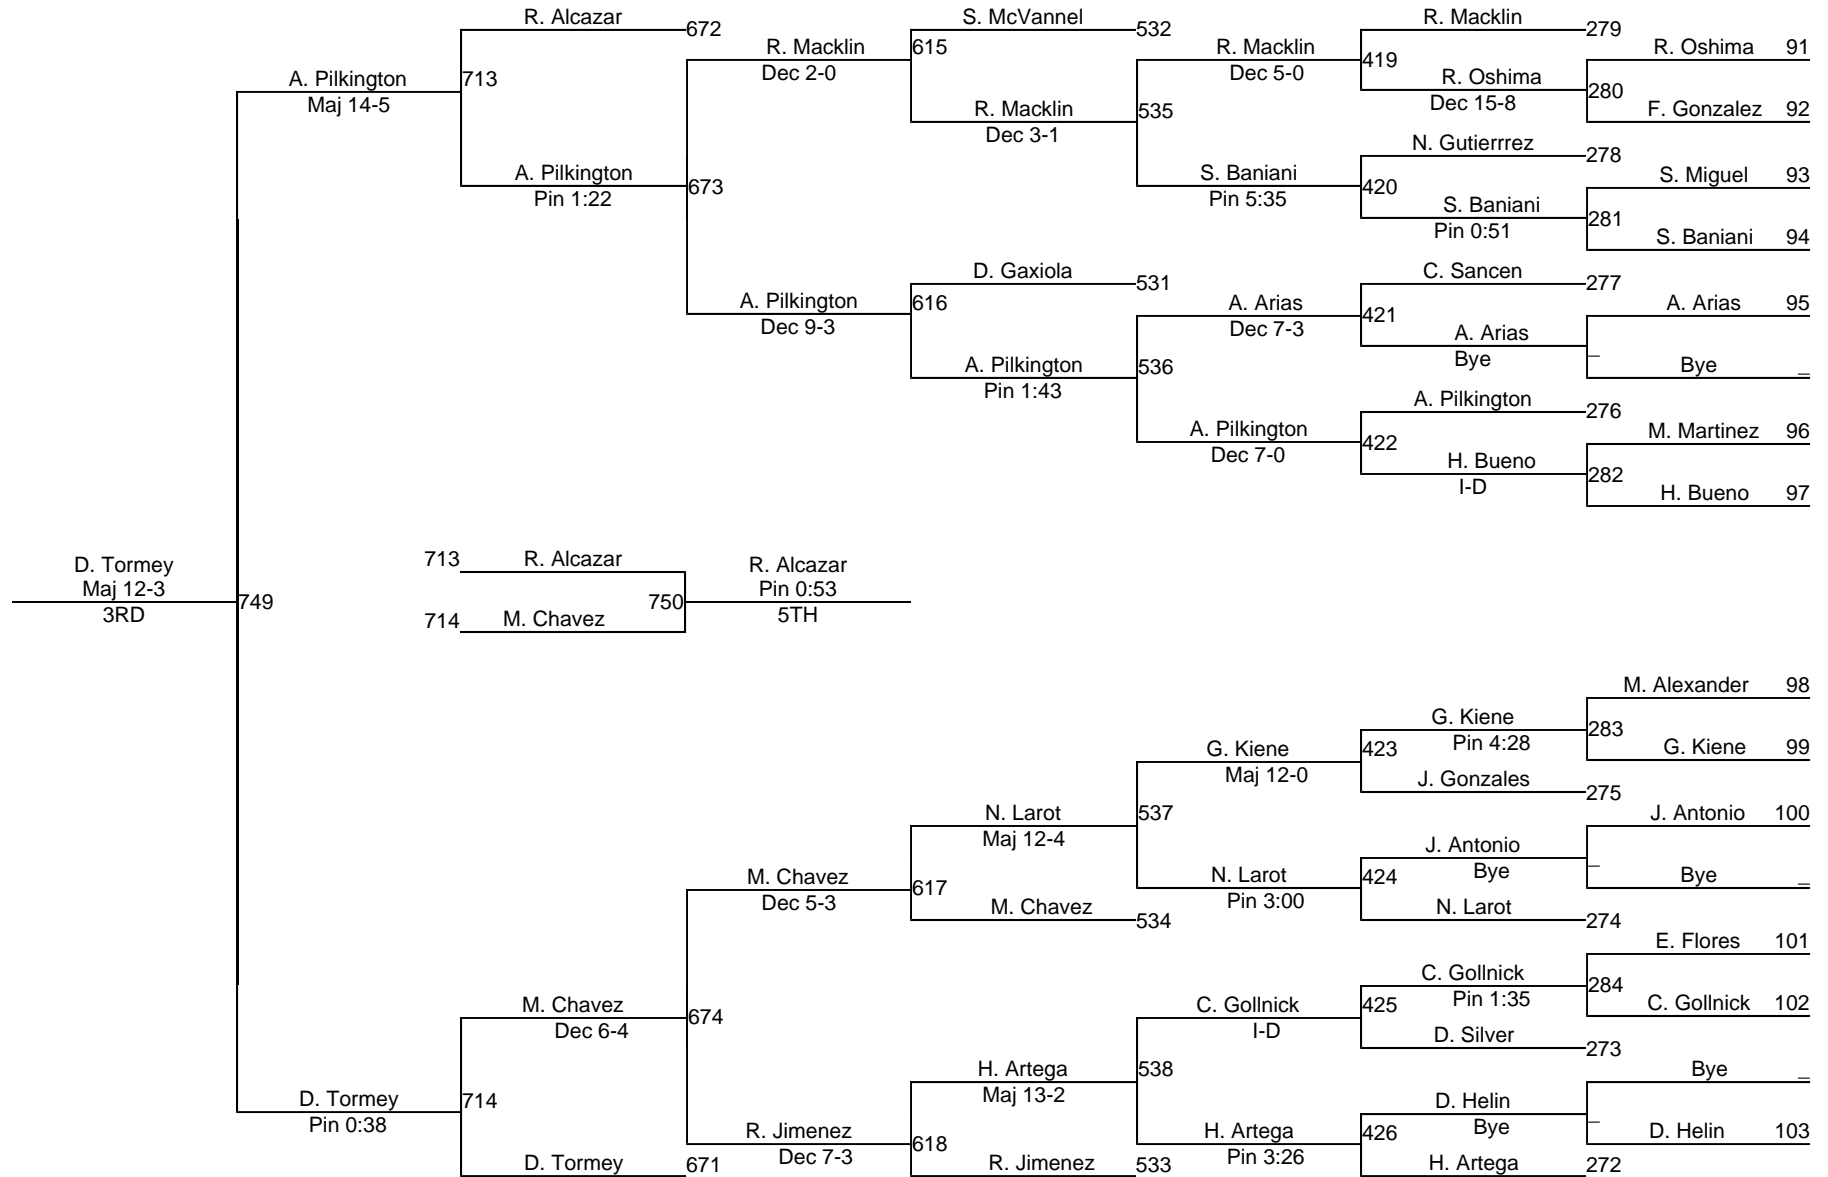 R. Alcazar
672
S. McVannel
532
R. Macklin
279
R. Macklin
Dec 2-0
615
R. Macklin
Dec 5-0
419
R. Oshima 91
A. Pilkington
Maj 14-5
713
R. Oshima
Dec 15-8
280
F. Gonzalez 92
R. Macklin
Dec 3-1
535
N. Gutierrrez
278
A. Pilkington
Pin 1:22
673
S. Baniani
Pin 5:35
420
S. Miguel 93
S. Baniani
Pin 0:51
281
S. Baniani 94
D. Gaxiola
531
C. Sancen
277
A. Pilkington
Dec 9-3
616
A. Arias
Dec 7-3
421
A. Arias 95
A. Arias
Bye
_
Bye _
A. Pilkington
Pin 1:43
536
A. Pilkington
276
A. Pilkington
Dec 7-0
422
M. Martinez 96
H. Bueno
I-D
282
H. Bueno 97
D. Tormey
Maj 12-3
3RD
749
713 R. Alcazar
714 M. Chavez
750
R. Alcazar
Pin 0:53
5TH
M. Alexander 98
G. Kiene
Pin 4:28
283
G. Kiene 99
G. Kiene
Maj 12-0
423
J. Gonzales
275
N. Larot
Maj 12-4
537
J. Antonio 100
J. Antonio
Bye
_
Bye _
M. Chavez
Dec 5-3
617
N. Larot
Pin 3:00
424
M. Chavez
534
N. Larot
274
E. Flores 101
C. Gollnick
Pin 1:35
284
C. Gollnick 102
M. Chavez
Dec 6-4
674
C. Gollnick
I-D
425
D. Silver
273
H. Artega
Maj 13-2
538
Bye _
D. Tormey
Pin 0:38
714
D. Helin
Bye
_
D. Helin 103
R. Jimenez
Dec 7-3
618
H. Artega
Pin 3:26
426
D. Tormey
671
R. Jimenez
533
H. Artega
272